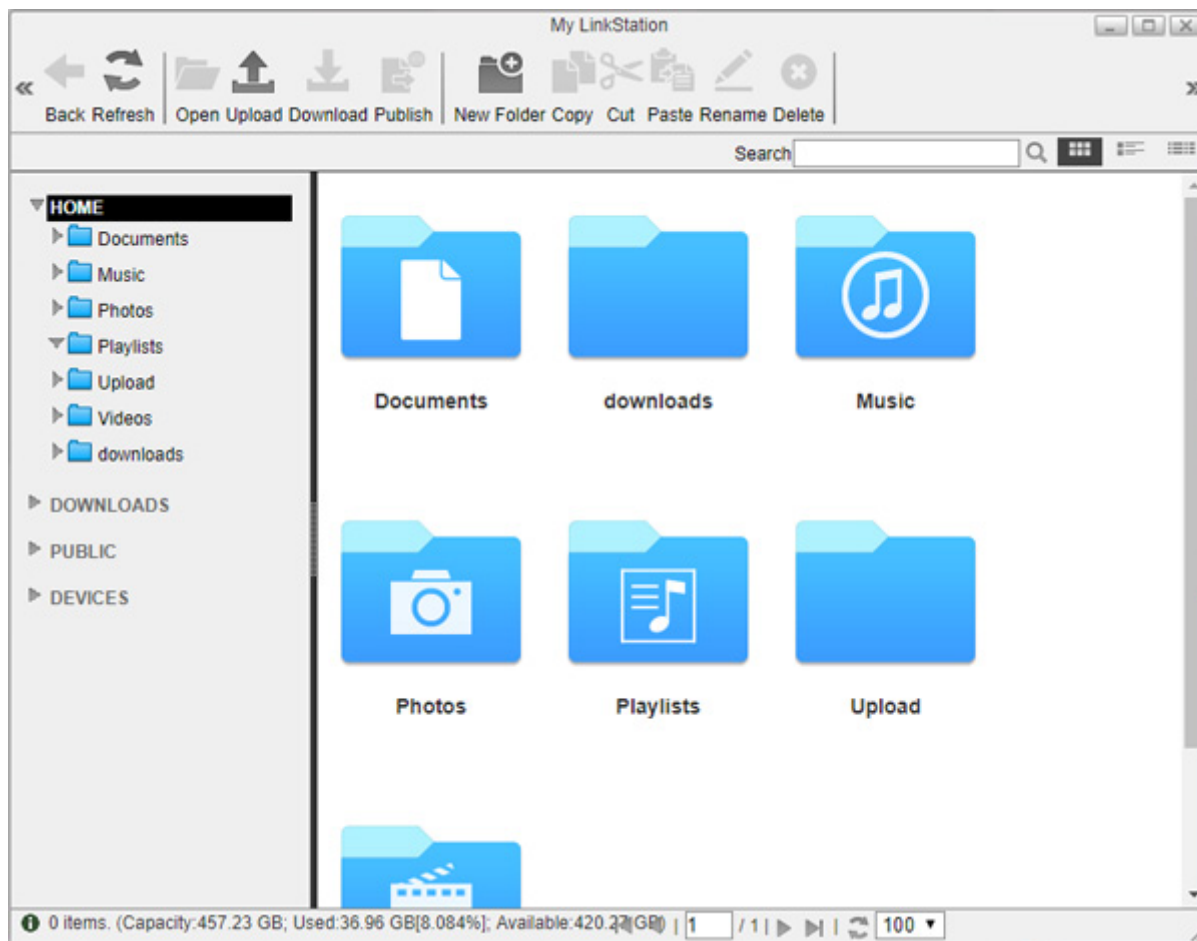 My LinkStation
Back Refresh Open Upload Download Publish New Folder Copy Cut Paste Rename Delete
Search
HOME
Documents
Music
Photos
Playlists
Upload
Videos
downloads
DOWNLOADS
PUBLIC
DEVICES
Documents downloads Music
Photos Playlists Upload
0 items. (Capacity:457.23 GB; Used:36.96 GB[8.084%]; Available:420.27 GB) 1 / 1 100